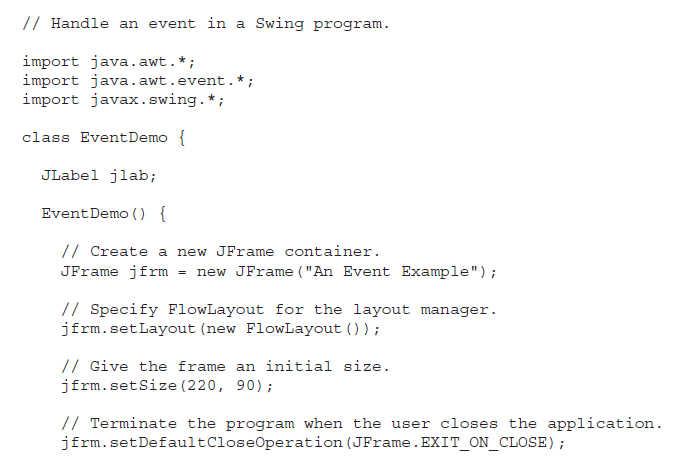 // Handle an event in a Swing program.
import java.awt.*;
import java.awt.event.*;
import javax.swing.*;
class EventDemo {
JLabel jlab;
EventDemo() {
// Create a new JFrame container.
JFrame jfrm = new JFrame("An Event Example");
// Specify FlowLayout for the layout manager.
jfrm.setLayout(new FlowLayout());
// Give the frame an initial size.
jfrm.setSize(220, 90);
// Terminate the program when the user closes the application.
jfrm.setDefaultCloseOperation(JFrame.EXIT_ON_CLOSE);